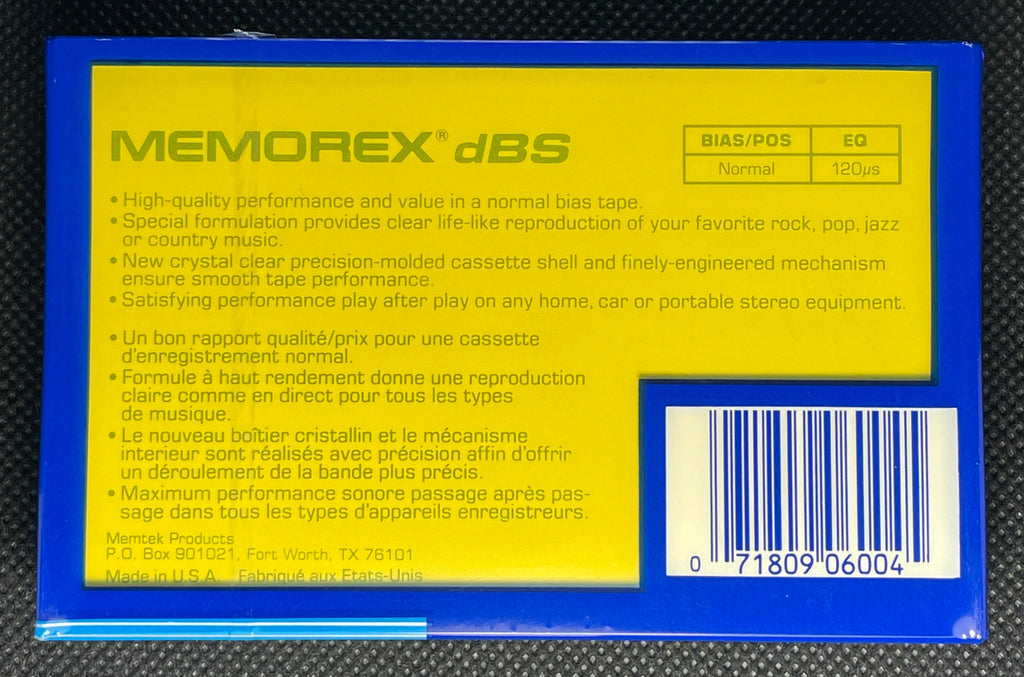 MEMOREX® dBS
BIAS/POS EQ
Normal 120µs
• High-quality performance and value in a normal bias tape.
• Special formulation provides clear life-like reproduction of your favorite rock, pop, jazz
or country music.
• New crystal clear precision-molded cassette shell and finely-engineered mechanism
ensure smooth tape performance.
• Satisfying performance play after play on any home, car or portable stereo equipment.
• Un bon rapport qualité/prix pour une cassette
d'enregistrement normal.
• Formule à haut rendement donne une reproduction
claire comme en direct pour tous les types
de musique.
• Le nouveau boîtier cristallin et le mécanisme
interieur sont réalisés avec précision affin d'offrir
un déroulement de la bande plus précis.
• Maximum performance sonore passage après pas-
sage dans tous les types d'appareils enregistreurs.
Memtek Products
P.O. Box 901021, Fort Worth, TX 76101
Made in U.S.A. Fabriqué aux Etats-Unis
0 71809 06004